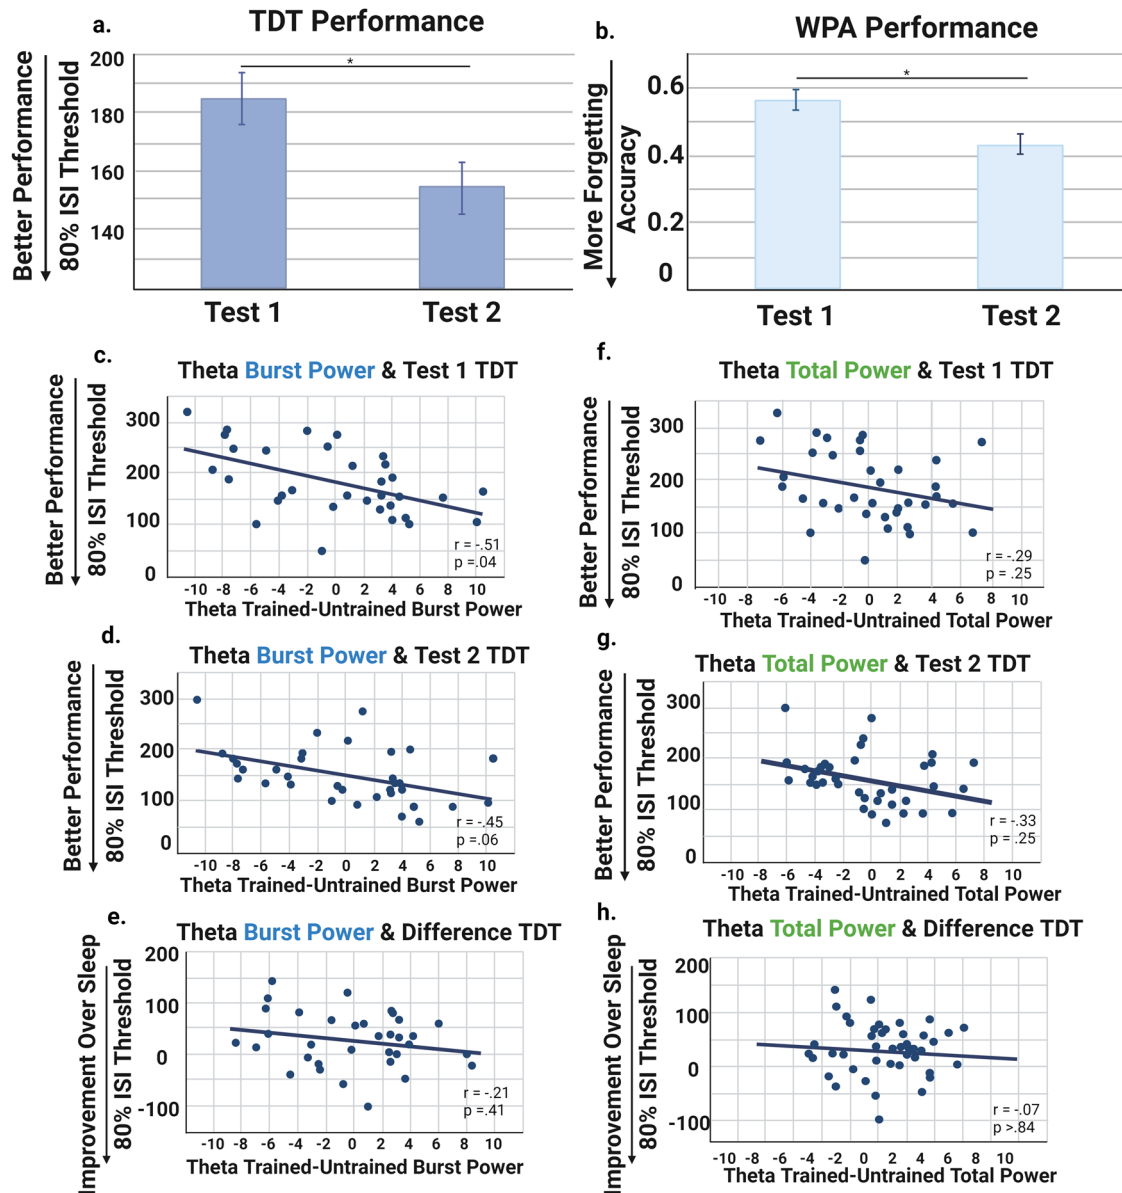 a.
TDT Performance
Better Performance
80% ISI Threshold
200
180
160
140
*
Test 1
Test 2
b.
WPA Performance
More Forgetting
Accuracy
0.6
0.4
0.2
0
*
Test 1
Test 2
c.
Theta Burst Power & Test 1 TDT
Better Performance
80% ISI Threshold
300
200
100
0
r = -.51
p =.04
-10 -8 -6 -4 -2 0 2 4 6 8 10
Theta Trained-Untrained Burst Power
f.
Theta Total Power & Test 1 TDT
Better Performance
80% ISI Threshold
300
200
100
0
r = -.29
p = .25
-10 -8 -6 -4 -2 0 2 4 6 8 10
Theta Trained-Untrained Total Power
d.
Theta Burst Power & Test 2 TDT
Better Performance
80% ISI Threshold
300
200
100
0
r = -.45
p =.06
-10 -8 -6 -4 -2 0 2 4 6 8 10
Theta Trained-Untrained Burst Power
g.
Theta Total Power & Test 2 TDT
Better Performance
80% ISI Threshold
300
200
100
0
r = -.33
p = .25
-10 -8 -6 -4 -2 0 2 4 6 8 10
Theta Trained-Untrained Total Power
e.
Theta Burst Power & Difference TDT
Improvement Over Sleep
80% ISI Threshold
200
100
0
-100
r = -.21
p =.41
-10 -8 -6 -4 -2 0 2 4 6 8 10
Theta Trained-Untrained Burst Power
h.
Theta Total Power & Difference TDT
Improvement Over Sleep
80% ISI Threshold
200
100
0
-100
r = -.07
p >.84
-10 -8 -6 -4 -2 0 2 4 6 8 10
Theta Trained-Untrained Total Power